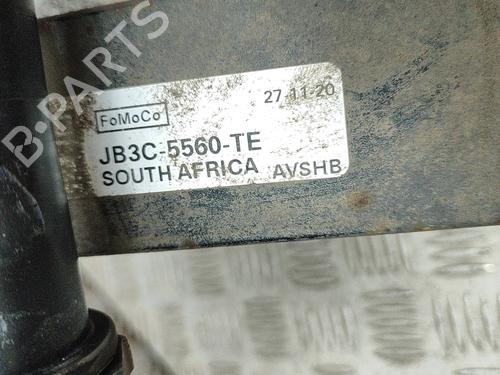 FoMoCo 27-11-20
JB3C-5560-TE
SOUTH AFRICA AVSHB
B-PARTS